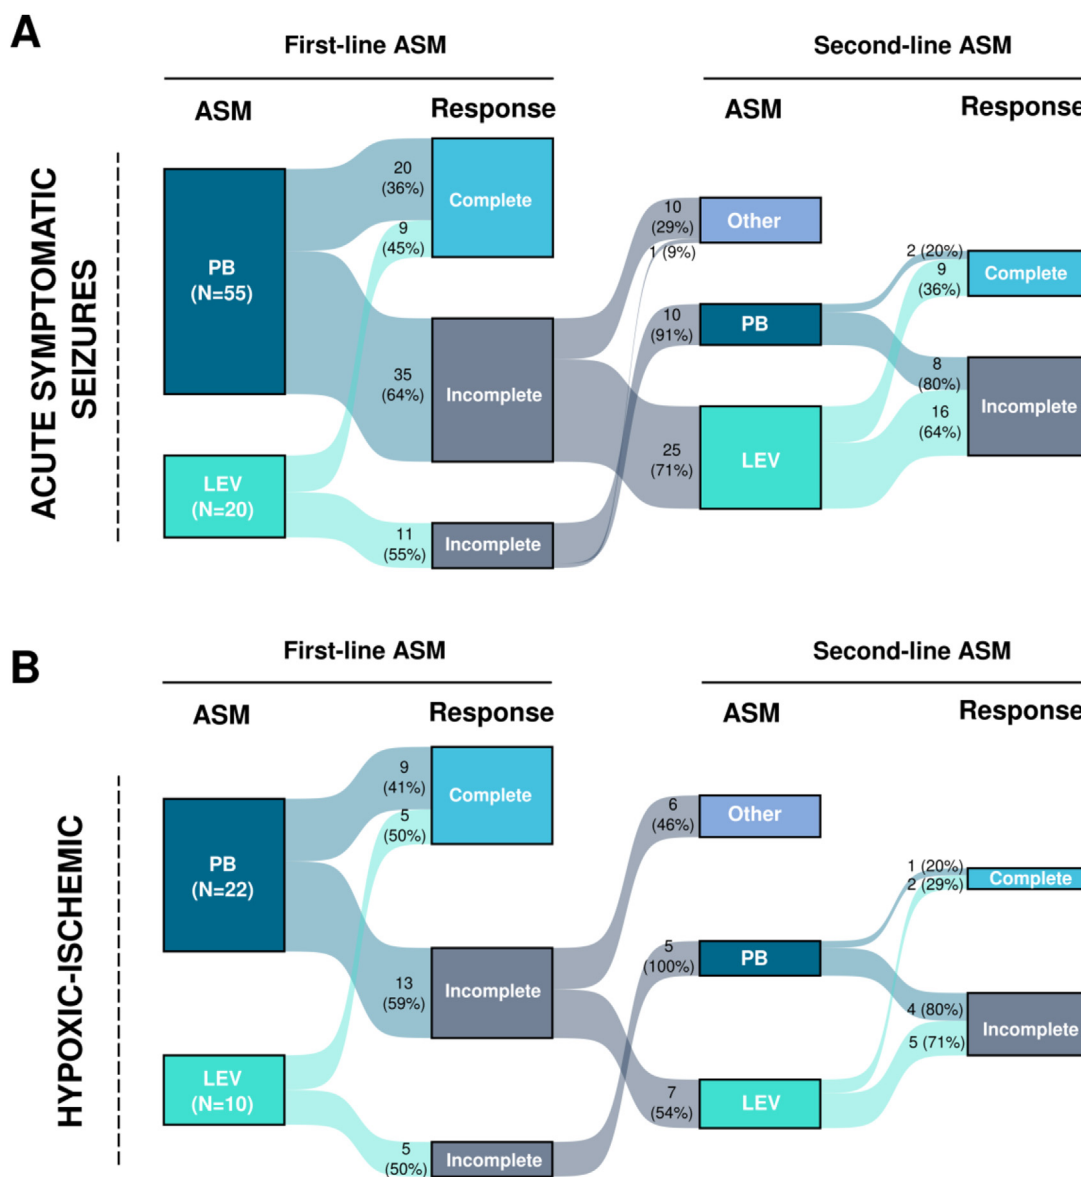 A
First-line ASM
Second-line ASM
ASM
Response
ASM
Response
ACUTE SYMPTOMATIC
SEIZURES
PB
(N=55)
LEV
(N=20)
20
(36%)
9
(45%)
Complete
35
(64%)
Incomplete
11
(55%)
Incomplete
10
(29%)
1 (9%)
Other
10
(91%)
PB
25
(71%)
LEV
2 (20%)
9
(36%)
Complete
8
(80%)
16
(64%)
Incomplete
B
First-line ASM
Second-line ASM
ASM
Response
ASM
Response
HYPOXIC-ISCHEMIC
PB
(N=22)
LEV
(N=10)
9
(41%)
5
(50%)
Complete
13
(59%)
Incomplete
5
(50%)
Incomplete
6
(46%)
Other
5
(100%)
PB
7
(54%)
LEV
1 (20%)
2 (29%)
Complete
4 (80%)
5 (71%)
Incomplete